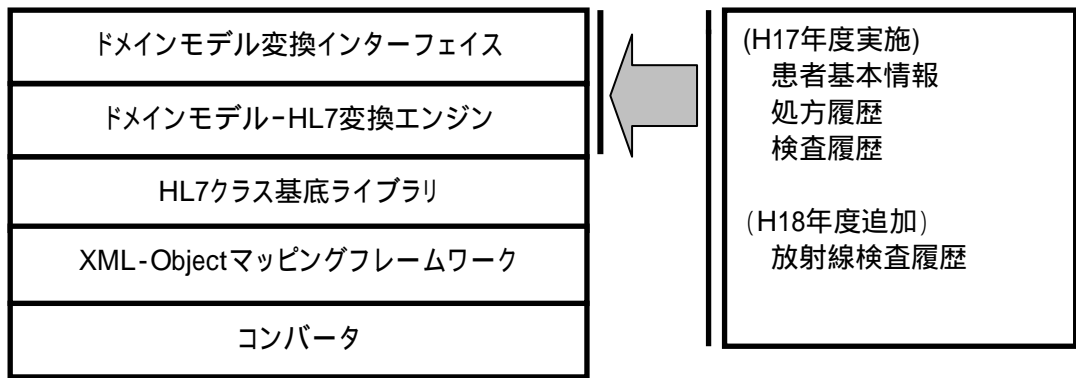 ドメインモデル変換インターフェイス
ドメインモデル-HL7変換エンジン
HL7クラス基底ライブラリ
XML-Objectマッピングフレームワーク
コンバータ
(H17年度実施)
患者基本情報
処方履歴
検査履歴
(H18年度追加)
放射線検査履歴